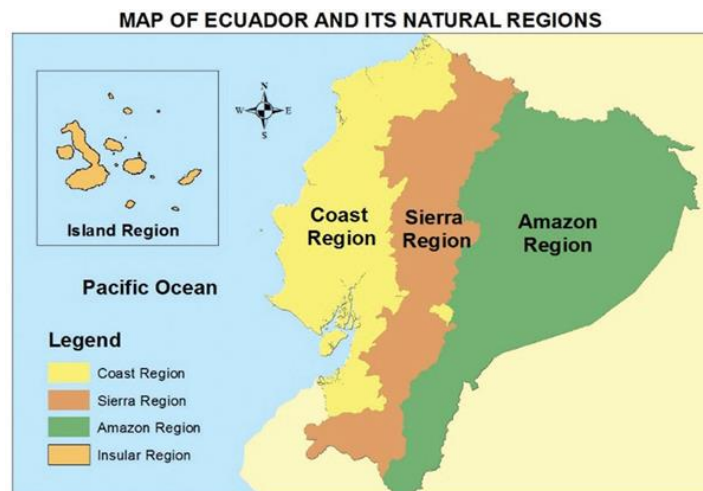 MAP OF ECUADOR AND ITS NATURAL REGIONS
N
W E
S
Island Region
Coast
Region
Sierra
Region
Amazon
Region
Pacific Ocean
Legend
Coast Region
Sierra Region
Amazon Region
Insular Region